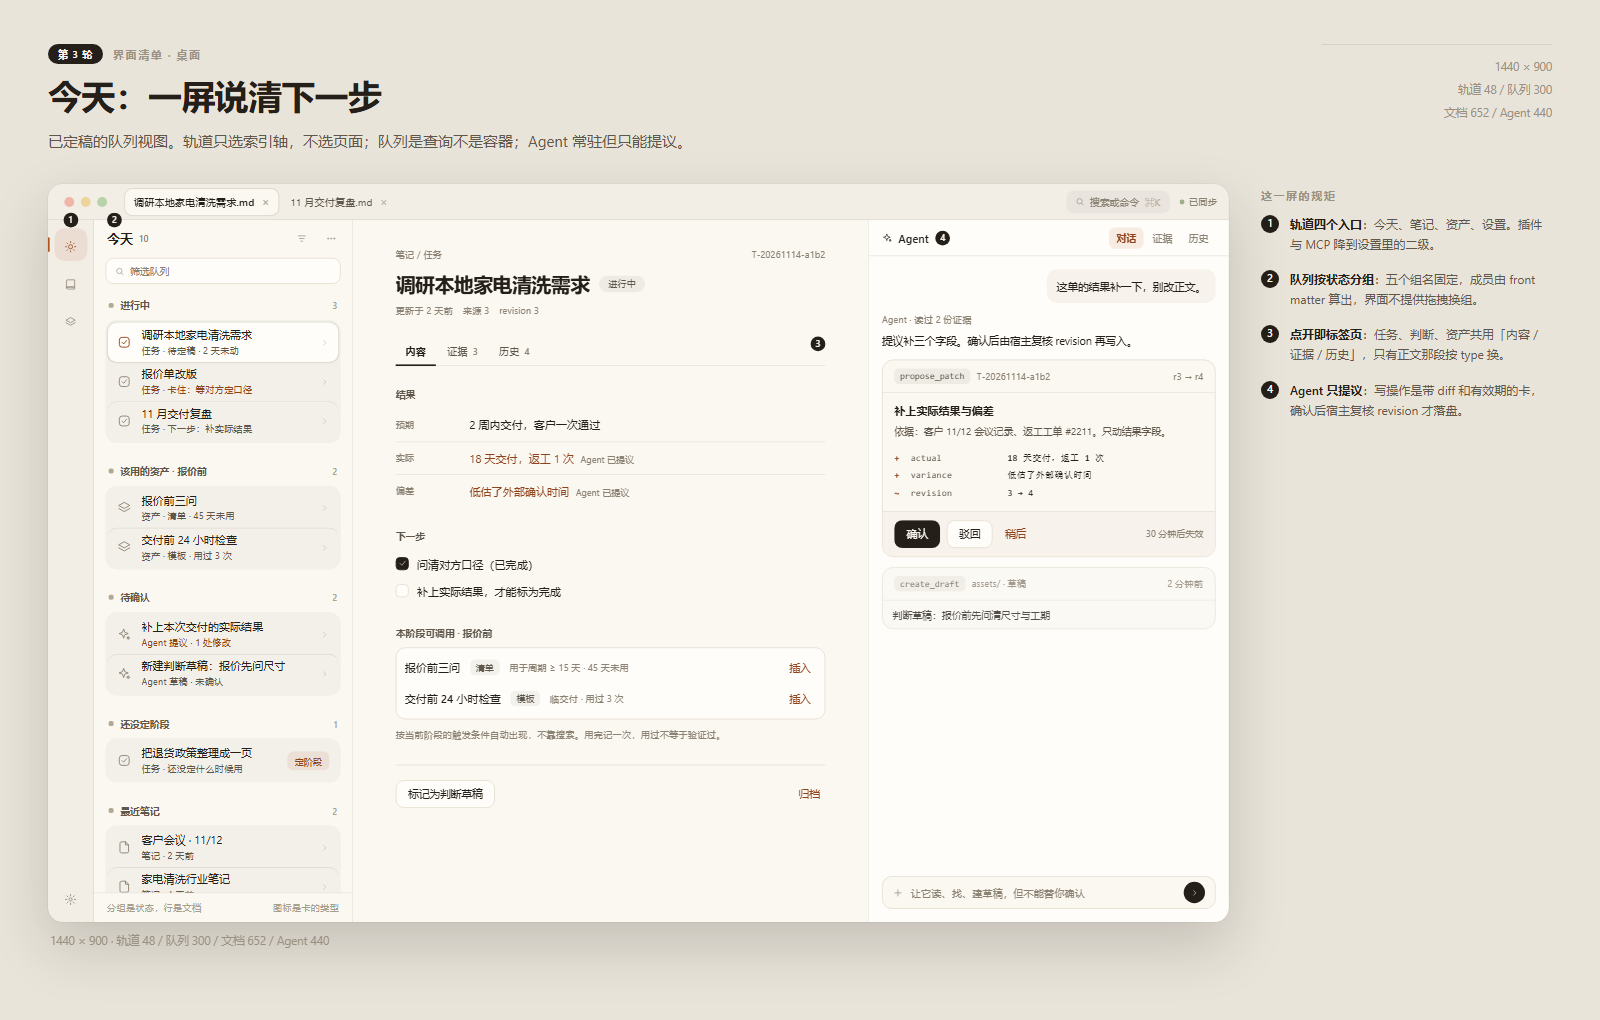 第 3 轮 界面清单 · 桌面
今天：一屏说清下一步
已定稿的队列视图。轨道只选索引轴，不选页面；队列是查询不是容器；Agent 常驻但只能提议。
1440 × 900
轨道 48 / 队列 300
文档 652 / Agent 440
调研本地家电清洗需求.md ×
11 月交付复盘.md ×
搜索或命令 ⌘K
已同步
1
2
今天 10
筛选队列
进行中 3
调研本地家电清洗需求
任务 · 待定稿 · 2 天未动
报价单改版
任务 · 卡住：等对方定口径
11 月交付复盘
任务 · 下一步：补实际结果
该用的资产 · 报价前 2
报价前三问
资产 · 清单 · 45 天未用
交付前 24 小时检查
资产 · 模板 · 用过 3 次
待确认 2
补上本次交付的实际结果
Agent 提议 · 1 处修改
新建判断草稿：报价先问尺寸
Agent 草稿 · 未确认
还没定阶段 1
把退货政策整理成一页
任务 · 还没定什么时候用
定阶段
最近笔记 2
客户会议 · 11/12
笔记 · 2 天前
家电清洗行业笔记
分组是状态，行是文档
图标是卡的类型
笔记 / 任务
T-20261114-a1b2
调研本地家电清洗需求 进行中
更新于 2 天前 来源 3 revision 3
内容 证据 3 历史 4
3
结果
预期 2 周内交付，客户一次通过
实际 18 天交付，返工 1 次 Agent 已提议
偏差 低估了外部确认时间 Agent 已提议
下一步
问清对方口径（已完成）
补上实际结果，才能标为完成
本阶段可调用 · 报价前
报价前三问 清单 用于周期 ≥ 15 天 · 45 天未用 插入
交付前 24 小时检查 模板 临交付 · 用过 3 次 插入
按当前阶段的触发条件自动出现，不靠搜索。用完记一次，用过不等于验证过。
标记为判断草稿
归档
Agent 4
对话 证据 历史
这单的结果补一下，别改正文。
Agent · 读过 2 份证据
提议补三个字段。确认后由宿主复核 revision 再写入。
propose_patch T-20261114-a1b2 r3 → r4
补上实际结果与偏差
依据：客户 11/12 会议记录、返工工单 #2211。只动结果字段。
+ actual 18 天交付，返工 1 次
+ variance 低估了外部确认时间
~ revision 3 → 4
确认 驳回 稍后 30 分钟后失效
create_draft assets/ · 草稿 2 分钟前
判断草稿：报价前先问清尺寸与工期
让它读、找、建草稿，但不能替你确认
这一屏的规矩
1 轨道四个入口：今天、笔记、资产、设置。插件
与 MCP 降到设置里的二级。
2 队列按状态分组：五个组名固定，成员由 front
matter 算出，界面不提供拖拽换组。
3 点开即标签页：任务、判断、资产共用「内容 /
证据 / 历史」，只有正文那段按 type 换。
4 Agent 只提议：写操作是带 diff 和有效期的卡，
确认后宿主复核 revision 才落盘。
1440 × 900 · 轨道 48 / 队列 300 / 文档 652 / Agent 440